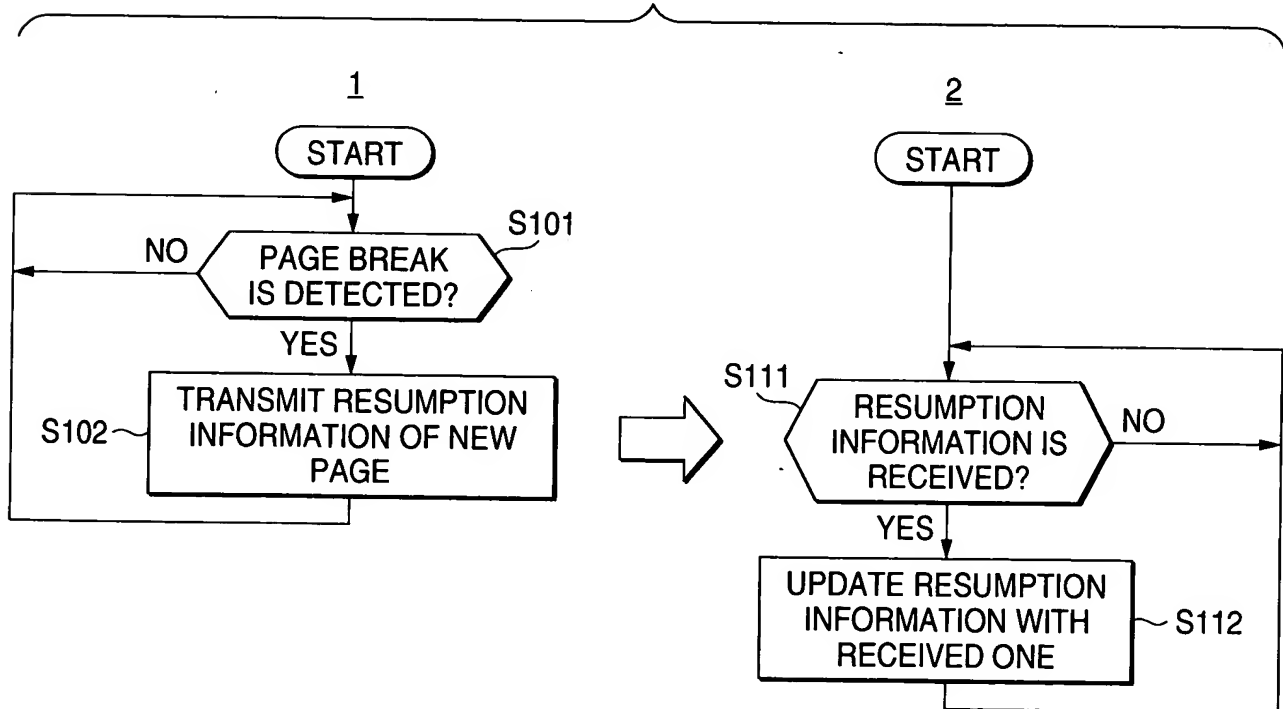 1
START
S101
NO
PAGE BREAK
IS DETECTED?
YES
S102
TRANSMIT RESUMPTION
INFORMATION OF NEW
PAGE
2
START
S111
RESUMPTION
INFORMATION IS
RECEIVED?
NO
YES
UPDATE RESUMPTION
INFORMATION WITH
RECEIVED ONE
S112